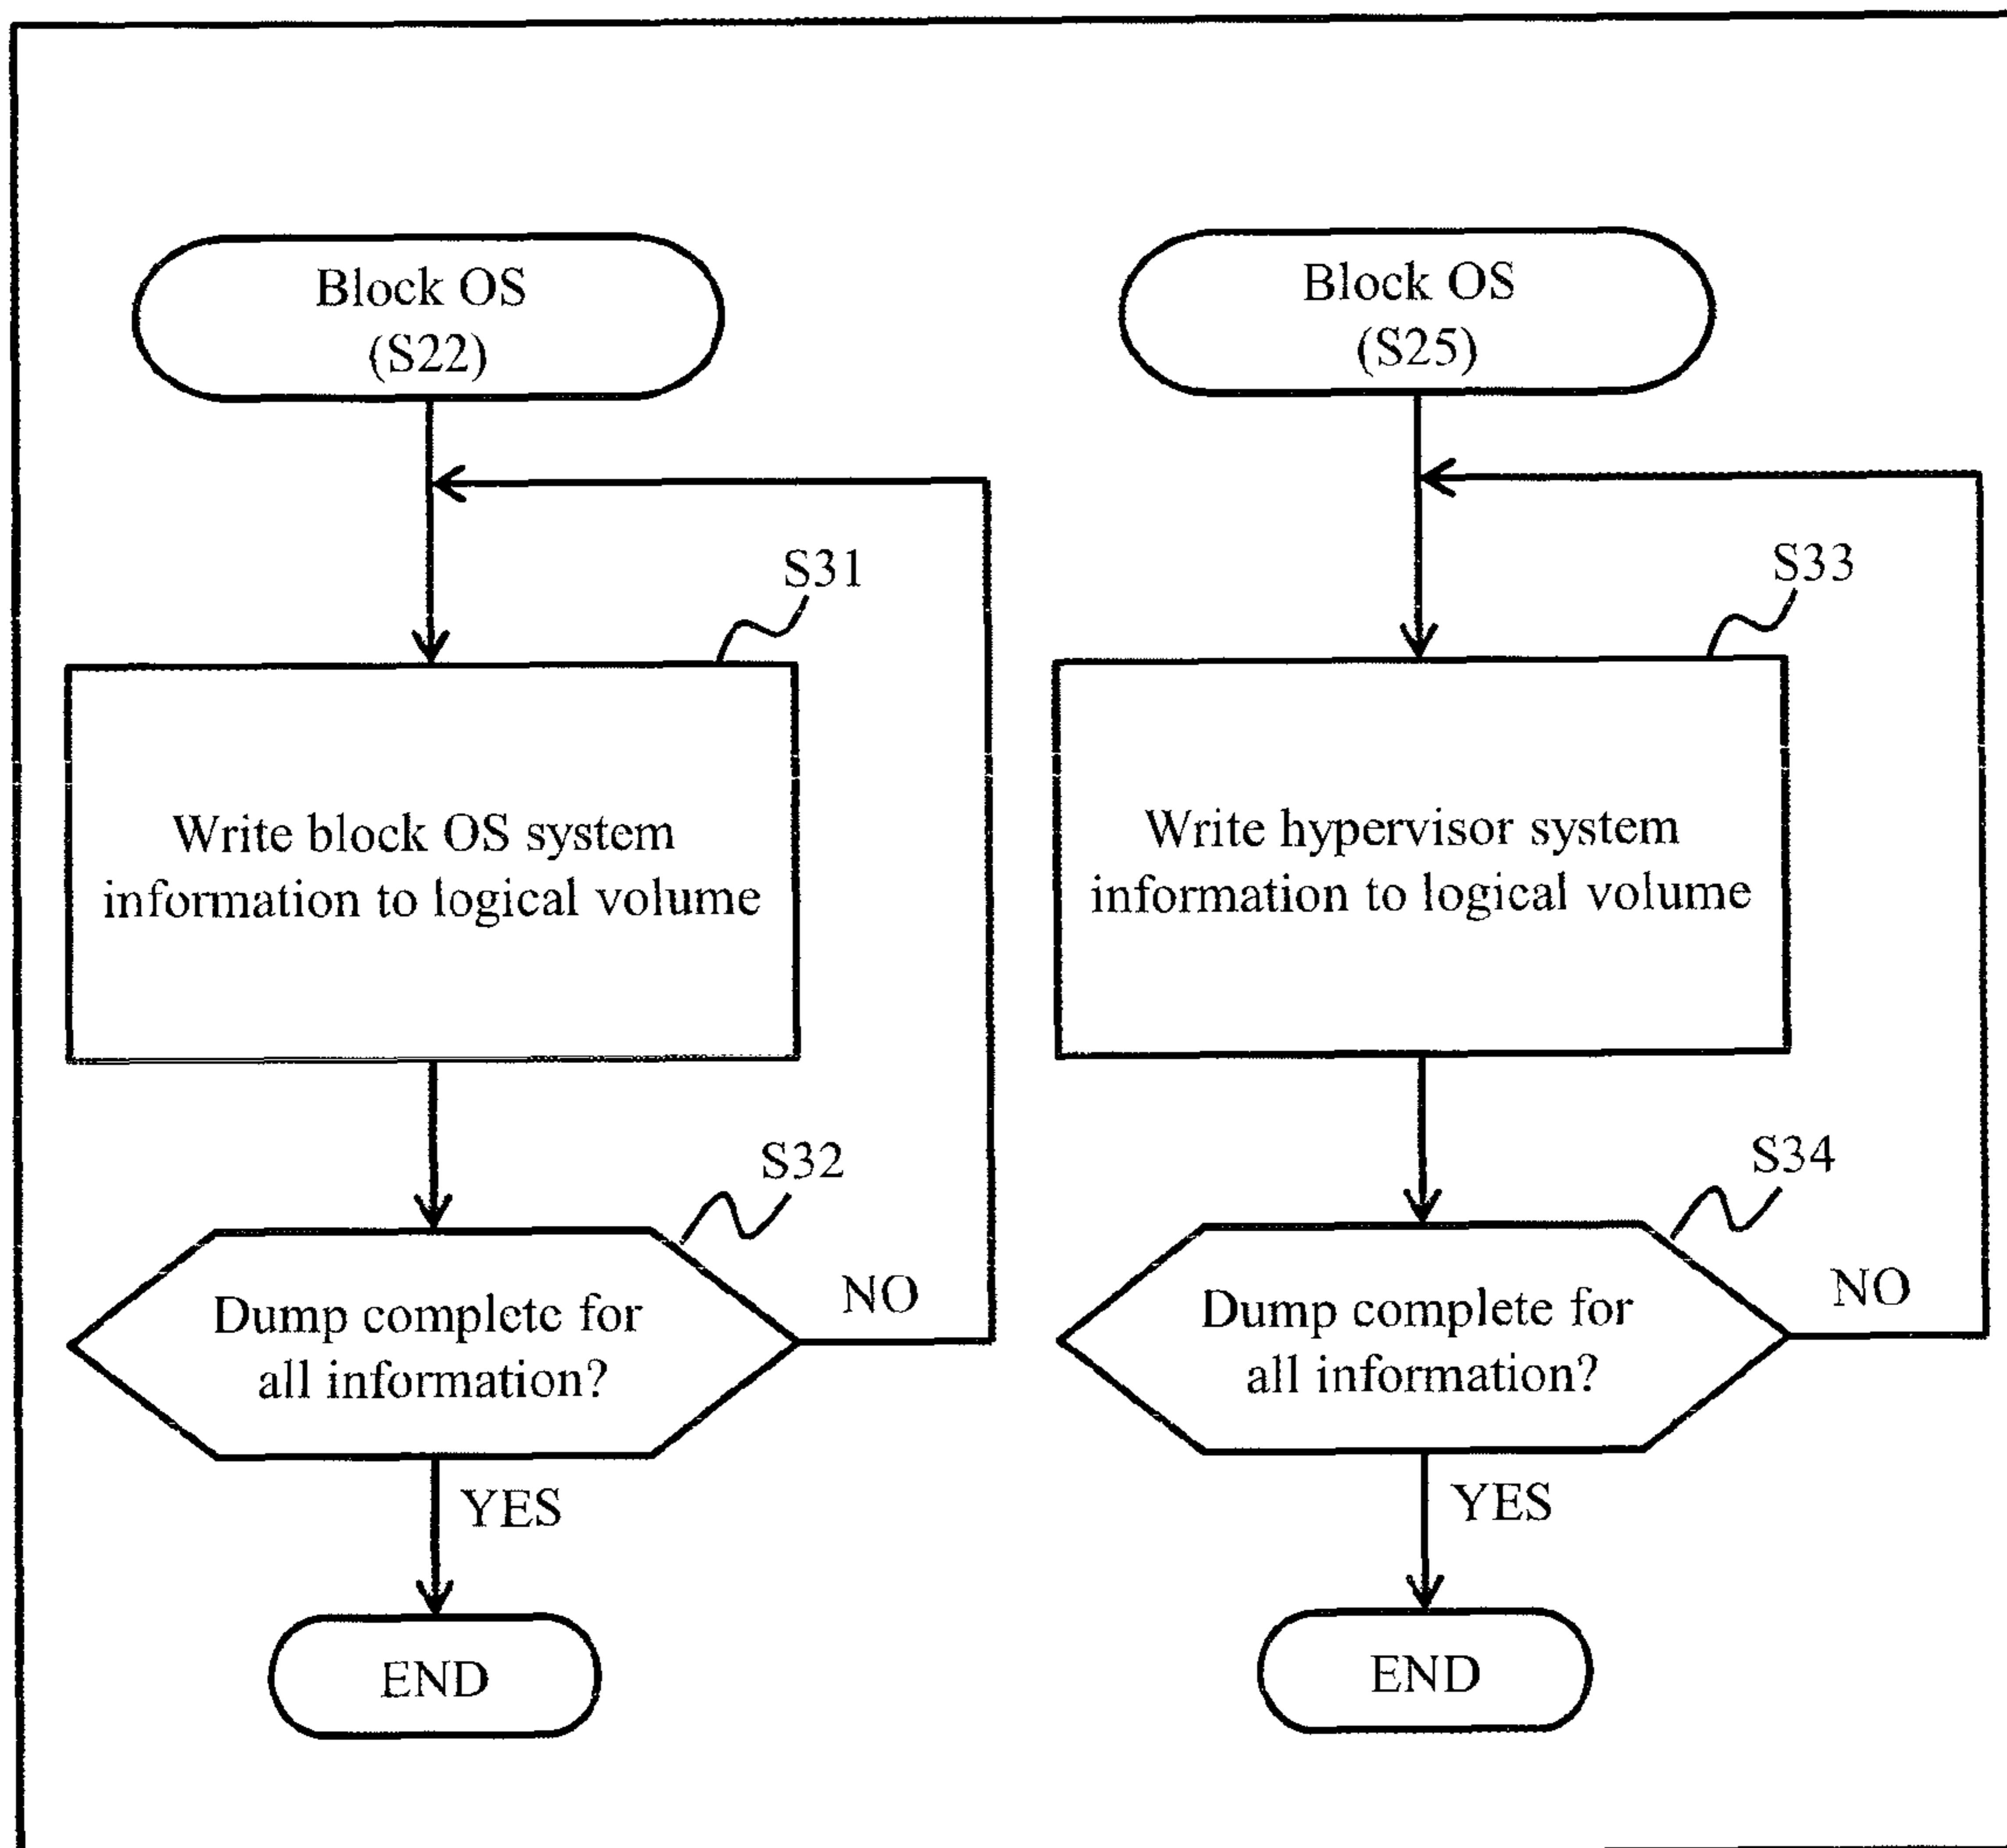 Block OS
(S22)
S31
Write block OS system
information to logical volume
S32
Dump complete for
all information?
NO
YES
END
Block OS
(S25)
S33
Write hypervisor system
information to logical volume
S34
Dump complete for
all information?
NO
YES
END